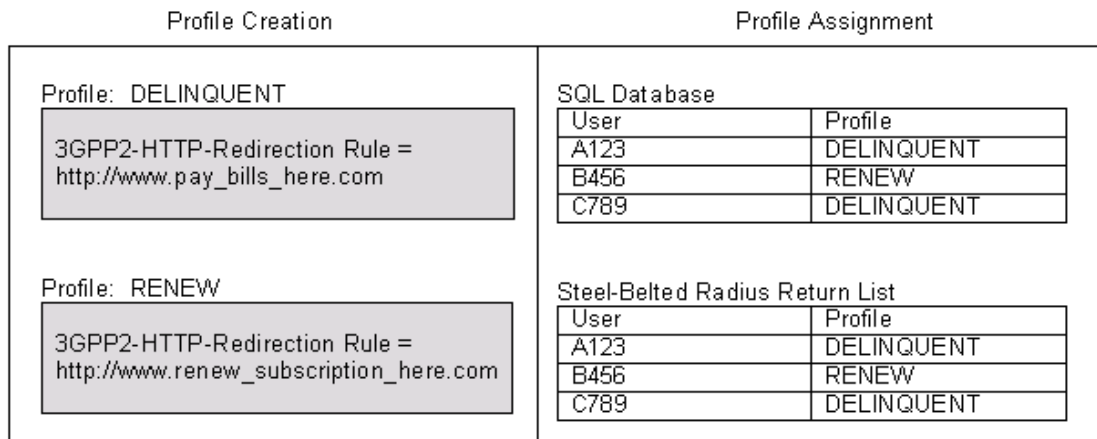 Profile Creation
Profile Assignment
Profile: DELINQUENT
3GPP2-HTTP-Redirection Rule =
http://www.pay_bills_here.com
Profile: RENEW
3GPP2-HTTP-Redirection Rule =
http://www.renew_subscription_here.com
SQL Database
User Profile
A123 DELINQUENT
B456 RENEW
C789 DELINQUENT
Steel-Belted Radius Return List
User Profile
A123 DELINQUENT
B456 RENEW
C789 DELINQUENT